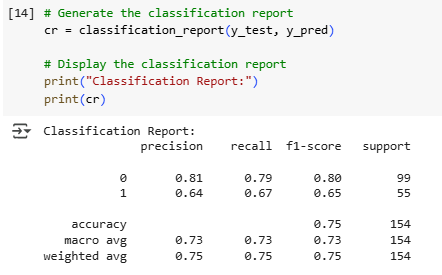 [14] # Generate the classification report
cr = classification_report(y_test, y_pred)
# Display the classification report
print("Classification Report:")
print(cr)
Classification Report:
precision recall f1-score support
0 0.81 0.79 0.80 99
1 0.64 0.67 0.65 55
accuracy 0.75 154
macro avg 0.73 0.73 0.73 154
weighted avg 0.75 0.75 0.75 154